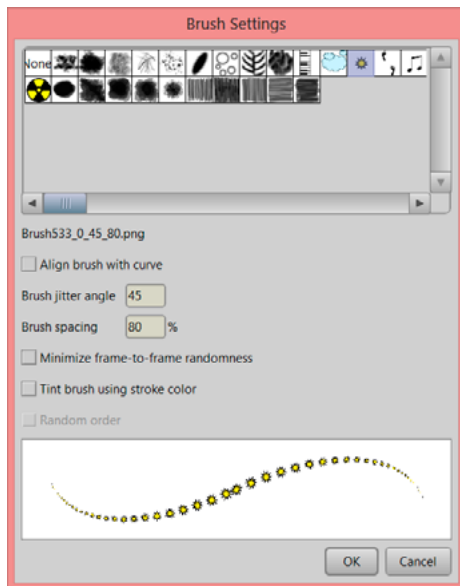 Brush Settings
None
Brush533_0_45_80.png
Align brush with curve
Brush jitter angle 45
Brush spacing 80 %
Minimize frame-to-frame randomness
Tint brush using stroke color
Random order
OK Cancel